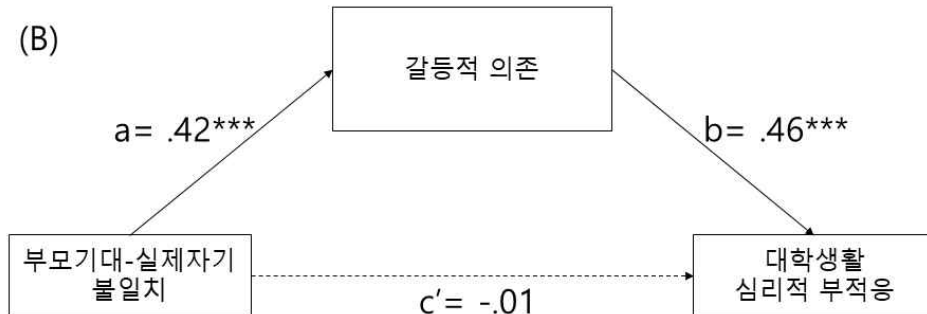 (B)
갈등적 의존
a= .42***
b= .46***
부모기대-실제자기
불일치
대학생활
심리적 부적응
c′= -.01